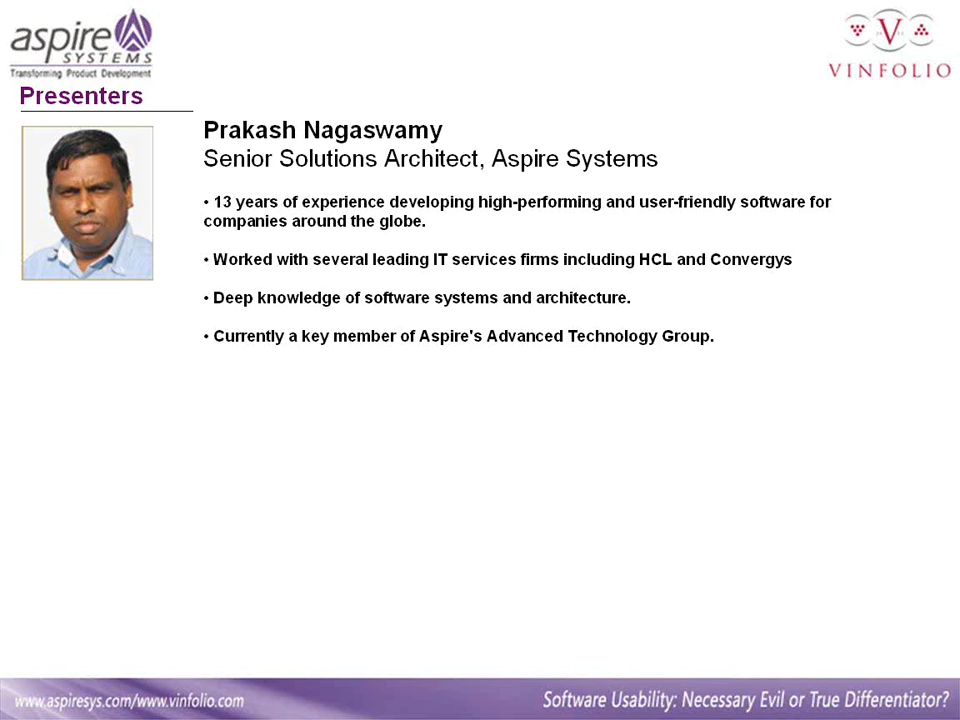 aspire
SYSTEMS
Transforming Product Development
V
VINFOLIO
Presenters
Prakash Nagaswamy
Senior Solutions Architect, Aspire Systems
• 13 years of experience developing high-performing and user-friendly software for
companies around the globe.
• Worked with several leading IT services firms including HCL and Convergys
• Deep knowledge of software systems and architecture.
• Currently a key member of Aspire's Advanced Technology Group.
www.aspiresys.com/www.vinfolio.com
Software Usability: Necessary Evil or True Differentiator?